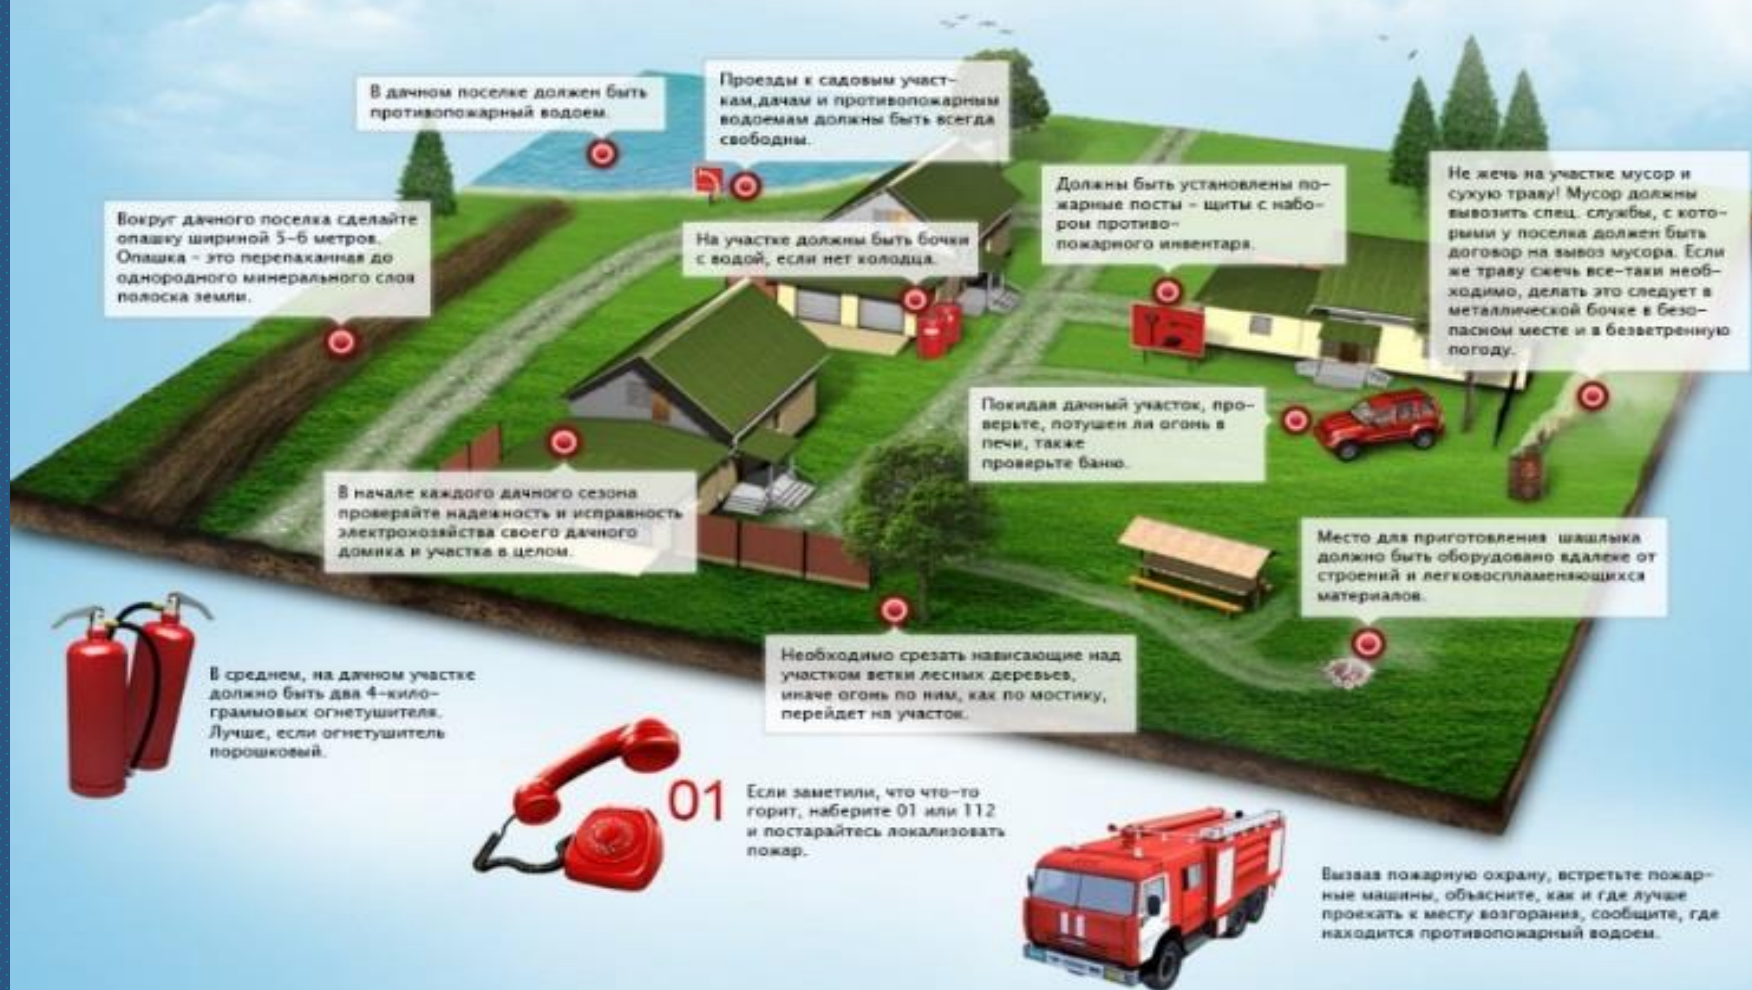 В дачном поселке должен быть
противопожарный водоем.
Проезды к садовым участ-
кам,дачам и противопожарным
водоемам должны быть всегда
свободны.
Вокруг дачного поселка сделайте
опашку шириной 5-6 метров.
Опашка - это перепаханная до
однородного минерального слоя
полоска земли.
На участке должны быть бочки
с водой, если нет колодца.
Должны быть установлены по-
жарные посты - щиты с набо-
ром противо-
пожарного инвентаря.
Не жечь на участке мусор и
сухую траву! Мусор должны
вывозить спец. службы, с кото-
рыми у поселка должен быть
договор на вывоз мусора. Если
же траву сжечь все-таки необ-
ходимо, делать это следует в
металлической бочке в безо-
пасном месте и в безветренную
погоду.
Покидая дачный участок, про-
верьте, потушен ли огонь в
печи, также
проверьте баню.
В начале каждого дачного сезона
проверяйте надежность и исправность
электрохозяйства своего дачного
домика и участка в целом.
Место для приготовления шашлыка
должно быть оборудовано вдалеке от
строений и легковоспламеняющихся
материалов.
Необходимо срезать нависающие над
участком ветки лесных деревьев,
иначе огонь по ним, как по мостику,
перейдет на участок.
В среднем, на дачном участке
должно быть два 4-кило-
граммовых огнетушителя.
Лучше, если огнетушитель
порошковый.
01
Если заметили, что что-то
горит, наберите 01 или 112
и постарайтесь локализовать
пожар.
Вызвав пожарную охрану, встретьте пожар-
ные машины, объясните, как и где лучше
проехать к месту возгорания, сообщите, где
находится противопожарный водоем.